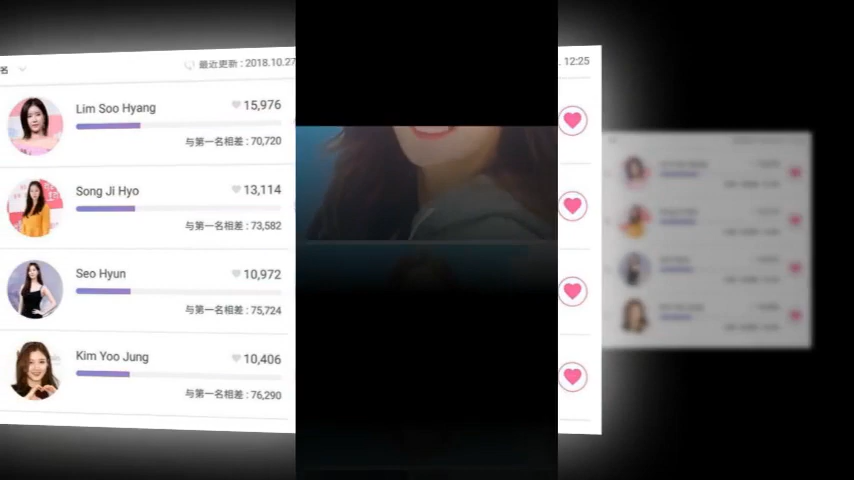 名
最近更新 : 2018.10.27
. 12:25
Lim Soo Hyang
15,976
与第一名相差 : 70,720
Song Ji Hyo
13,114
与第一名相差 : 73,582
Seo Hyun
10,972
与第一名相差 : 75,724
Kim Yoo Jung
10,406
与第一名相差 : 76,290